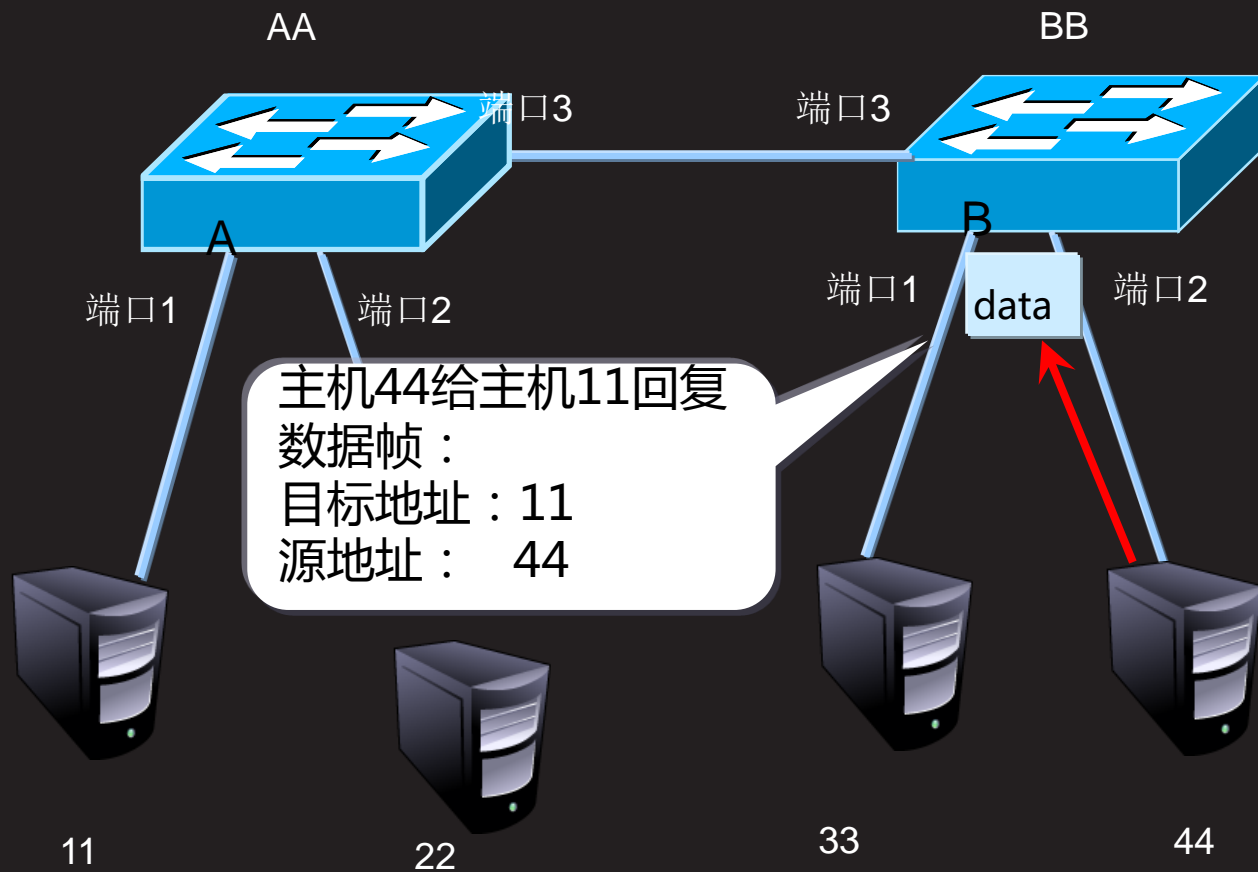 AA
BB
端口3
端口3
A
B
端口1
端口2
端口1
data
端口2
主机44给主机11回复
数据帧：
目标地址：11
源地址： 44
11
22
33
44